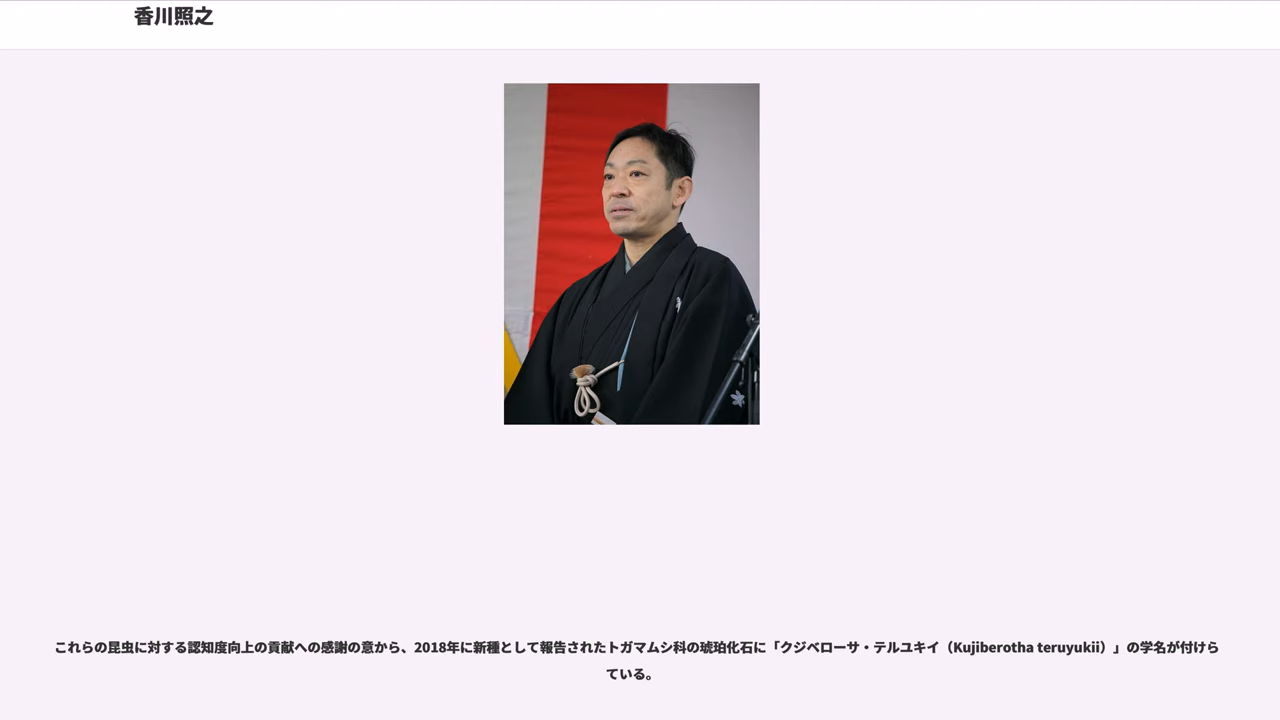 香川照之
これらの昆虫に対する認知度向上の貢献への感謝の意から、2018年に新種として報告されたトガマムシ科の琥珀化石に「クジベローサ・テルユキイ（Kujiberotha teruyukii）」の学名が付けら
ている。